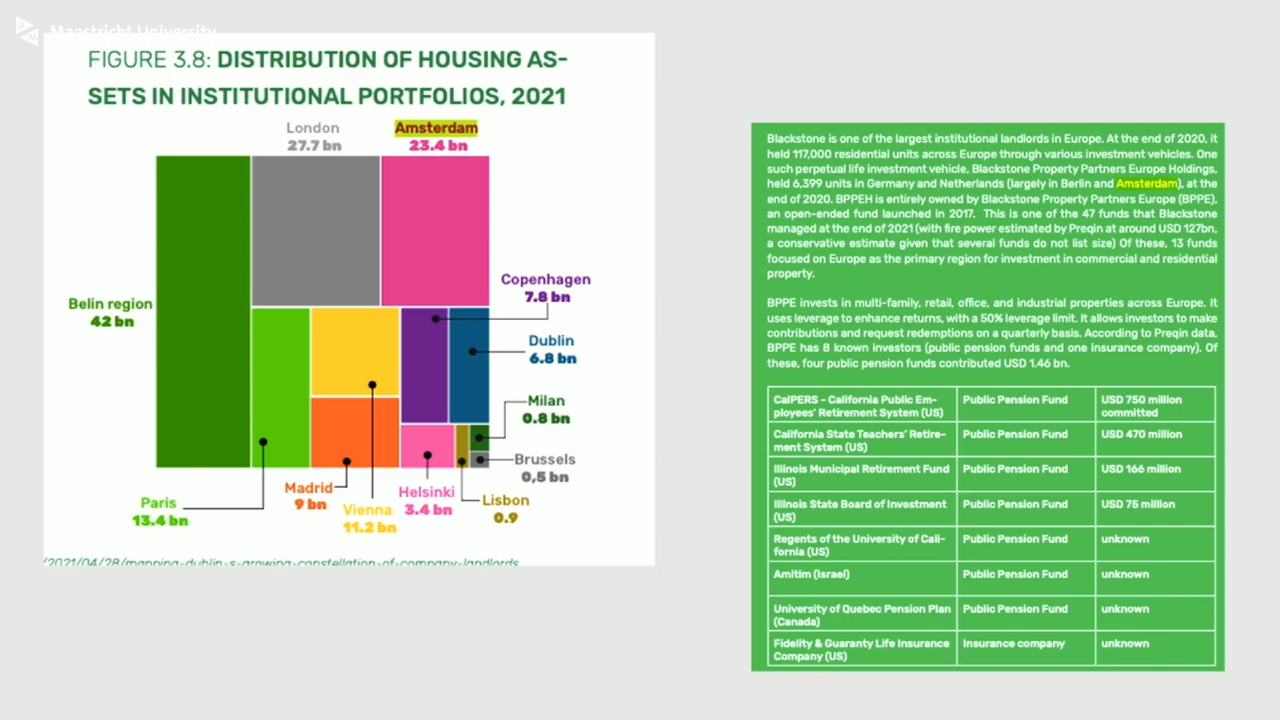 Maastricht University
FIGURE 3.8: DISTRIBUTION OF HOUSING AS-
SETS IN INSTITUTIONAL PORTFOLIOS, 2021
London
27.7 bn
Amsterdam
23.4 bn
Belin region
42 bn
Copenhagen
7.8 bn
Dublin
6.8 bn
Milan
0.8 bn
Brussels
0,5 bn
Lisbon
0.9
Helsinki
3.4 bn
Vienna
11.2 bn
Madrid
9 bn
Paris
13.4 bn
/2021/04/28/mapping-dublin-s-growing-constellation-of-company-landlords
Blackstone is one of the largest institutional landlords in Europe. At the end of 2020, it
held 117,000 residential units across Europe through various investment vehicles. One
such perpetual life investment vehicle, Blackstone Property Partners Europe Holdings,
held 6,399 units in Germany and Netherlands (largely in Berlin and Amsterdam), at the
end of 2020. BPPEH is entirely owned by Blackstone Property Partners Europe (BPPE),
an open-ended fund launched in 2017. This is one of the 47 funds that Blackstone
managed at the end of 2021 (with fire power estimated by Preqin at around USD 127bn,
a conservative estimate given that several funds do not list size) Of these, 13 funds
focused on Europe as the primary region for investment in commercial and residential
property.
BPPE invests in multi-family, retail, office, and industrial properties across Europe. It
uses leverage to enhance returns, with a 50% leverage limit. It allows investors to make
contributions and request redemptions on a quarterly basis. According to Preqin data,
BPPE has 8 known investors (public pension funds and one insurance company). Of
these, four public pension funds contributed USD 1.46 bn.
CalPERS - California Public Em-
ployees' Retirement System (US)
Public Pension Fund
USD 750 million
committed
California State Teachers' Retire-
ment System (US)
Public Pension Fund
USD 470 million
Illinois Municipal Retirement Fund
(US)
Public Pension Fund
USD 166 million
Illinois State Board of Investment
(US)
Public Pension Fund
USD 75 million
Regents of the University of Cali-
fornia (US)
Public Pension Fund
unknown
Amitim (Israel)
Public Pension Fund
unknown
University of Quebec Pension Plan
(Canada)
Public Pension Fund
unknown
Fidelity & Guaranty Life Insurance
Company (US)
Insurance company
unknown